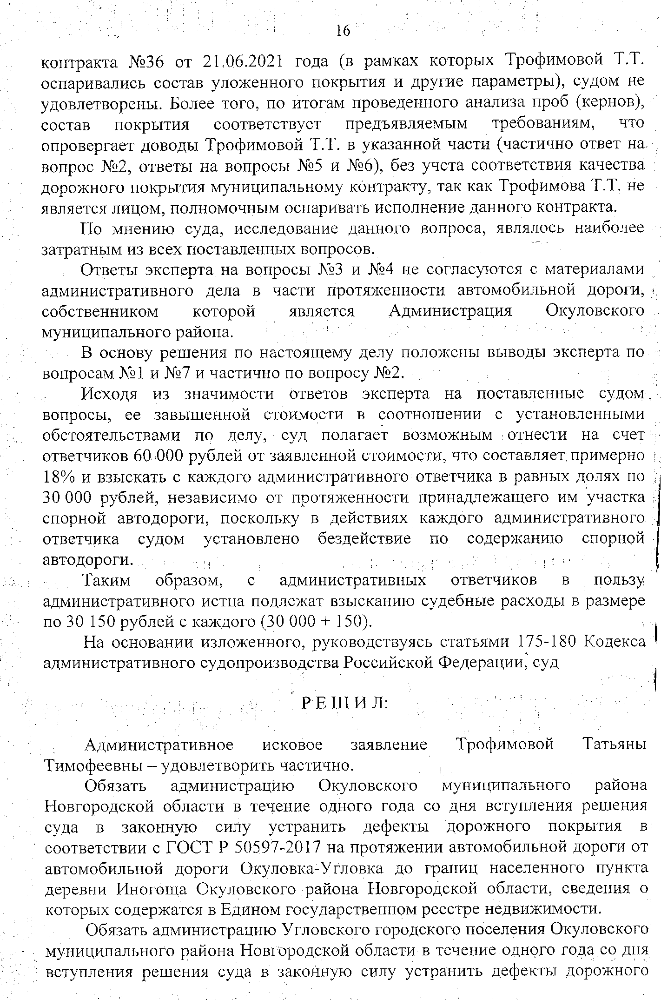 16
контракта №36 от 21.06.2021 года (в рамках которых Трофимовой Т.Т.
оспаривались состав уложенного покрытия и другие параметры), судом не
удовлетворены. Более того, по итогам проведенного анализа проб (кернов),
состав покрытия соответствует предъявляемым требованиям, что
опровергает доводы Трофимовой Т.Т. в указанной части (частично ответ на
вопрос №2, ответы на вопросы №5 и №6), без учета соответствия качества
дорожного покрытия муниципальному контракту, так как Трофимова Т.Т. не
является лицом, полномочным оспаривать исполнение данного контракта.
По мнению суда, исследование данного вопроса, являлось наиболее
затратным из всех поставленных вопросов.
Ответы эксперта на вопросы №3 и №4 не согласуются с материалами
административного дела в части протяженности автомобильной дороги,
собственником которой является Администрация Окуловского
муниципального района.
В основу решения по настоящему делу положены выводы эксперта по
вопросам №1 и №7 и частично по вопросу №2.
Исходя из значимости ответов эксперта на поставленные судом
вопросы, ее завышенной стоимости в соотношении с установленными
обстоятельствами по делу, суд полагает возможным отнести на счет
ответчиков 60 000 рублей от заявленной стоимости, что составляет примерно
18% и взыскать с каждого административного ответчика в равных долях по
30 000 рублей, независимо от протяженности принадлежащего им участка
спорной автодороги, поскольку в действиях каждого административного
ответчика судом установлено бездействие по содержанию спорной
автодороги.
Таким образом, с административных ответчиков в пользу
административного истца подлежат взысканию судебные расходы в размере
по 30 150 рублей с каждого (30 000 + 150).
На основании изложенного, руководствуясь статьями 175-180 Кодекса
административного судопроизводства Российской Федерации, суд
Р Е Ш И Л:
Административное исковое заявление Трофимовой Татьяны
Тимофеевны – удовлетворить частично.
Обязать администрацию Окуловского муниципального района
Новгородской области в течение одного года со дня вступления решения
суда в законную силу устранить дефекты дорожного покрытия в
соответствии с ГОСТ Р 50597-2017 на протяжении автомобильной дороги от
автомобильной дороги Окуловка-Угловка до границ населенного пункта
деревни Иногоща Окуловского района Новгородской области, сведения о
которых содержатся в Едином государственном реестре недвижимости.
Обязать администрацию Угловского городского поселения Окуловского
муниципального района Новгородской области в течение одного года со дня
вступления решения суда в законную силу устранить дефекты дорожного